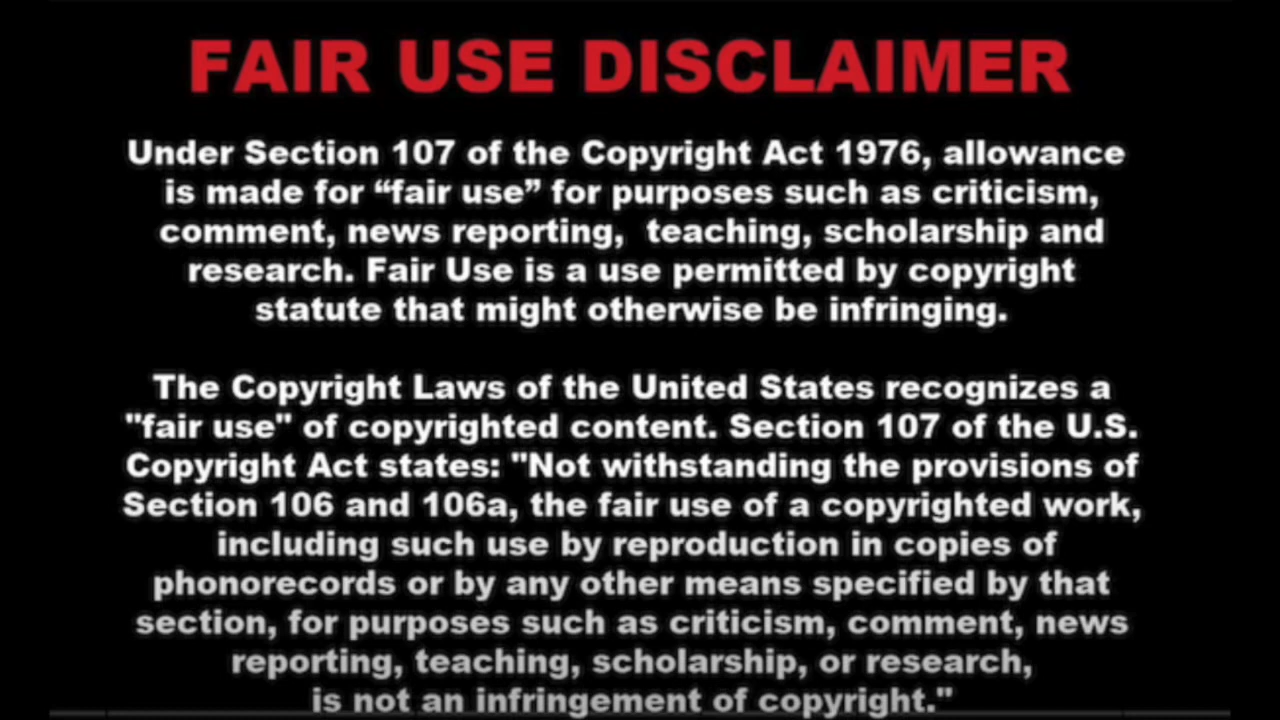 FAIR USE DISCLAIMER
Under Section 107 of the Copyright Act 1976, allowance
is made for “fair use” for purposes such as criticism,
comment, news reporting,  teaching, scholarship and
research. Fair Use is a use permitted by copyright
statute that might otherwise be infringing.
The Copyright Laws of the United States recognizes a
"fair use" of copyrighted content. Section 107 of the U.S.
Copyright Act states: "Not withstanding the provisions of
Section 106 and 106a, the fair use of a copyrighted work,
including such use by reproduction in copies of
phonorecords or by any other means specified by that
section, for purposes such as criticism, comment, news
reporting, teaching, scholarship, or research,
is not an infringement of copyright."